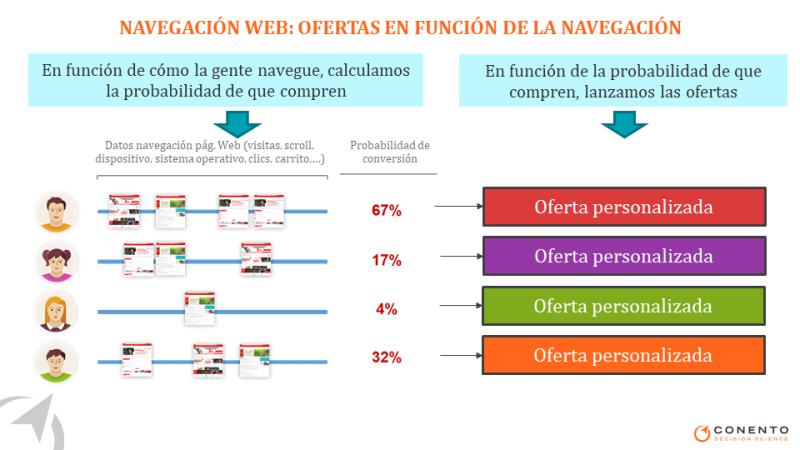 NAVEGACIÓN WEB: OFERTAS EN FUNCIÓN DE LA NAVEGACIÓN
En función de cómo la gente navegue, calculamos
la probabilidad de que compren
En función de la probabilidad de que
compren, lanzamos las ofertas
Datos navegación pág. Web (visitas, scroll,
dispositivo, sistema operativo, clics. carrito,...)
Probabilidad de
conversión
67%
Oferta personalizada
17%
Oferta personalizada
4%
Oferta personalizada
32%
Oferta personalizada
CONENTO
DECISION SCIENCE